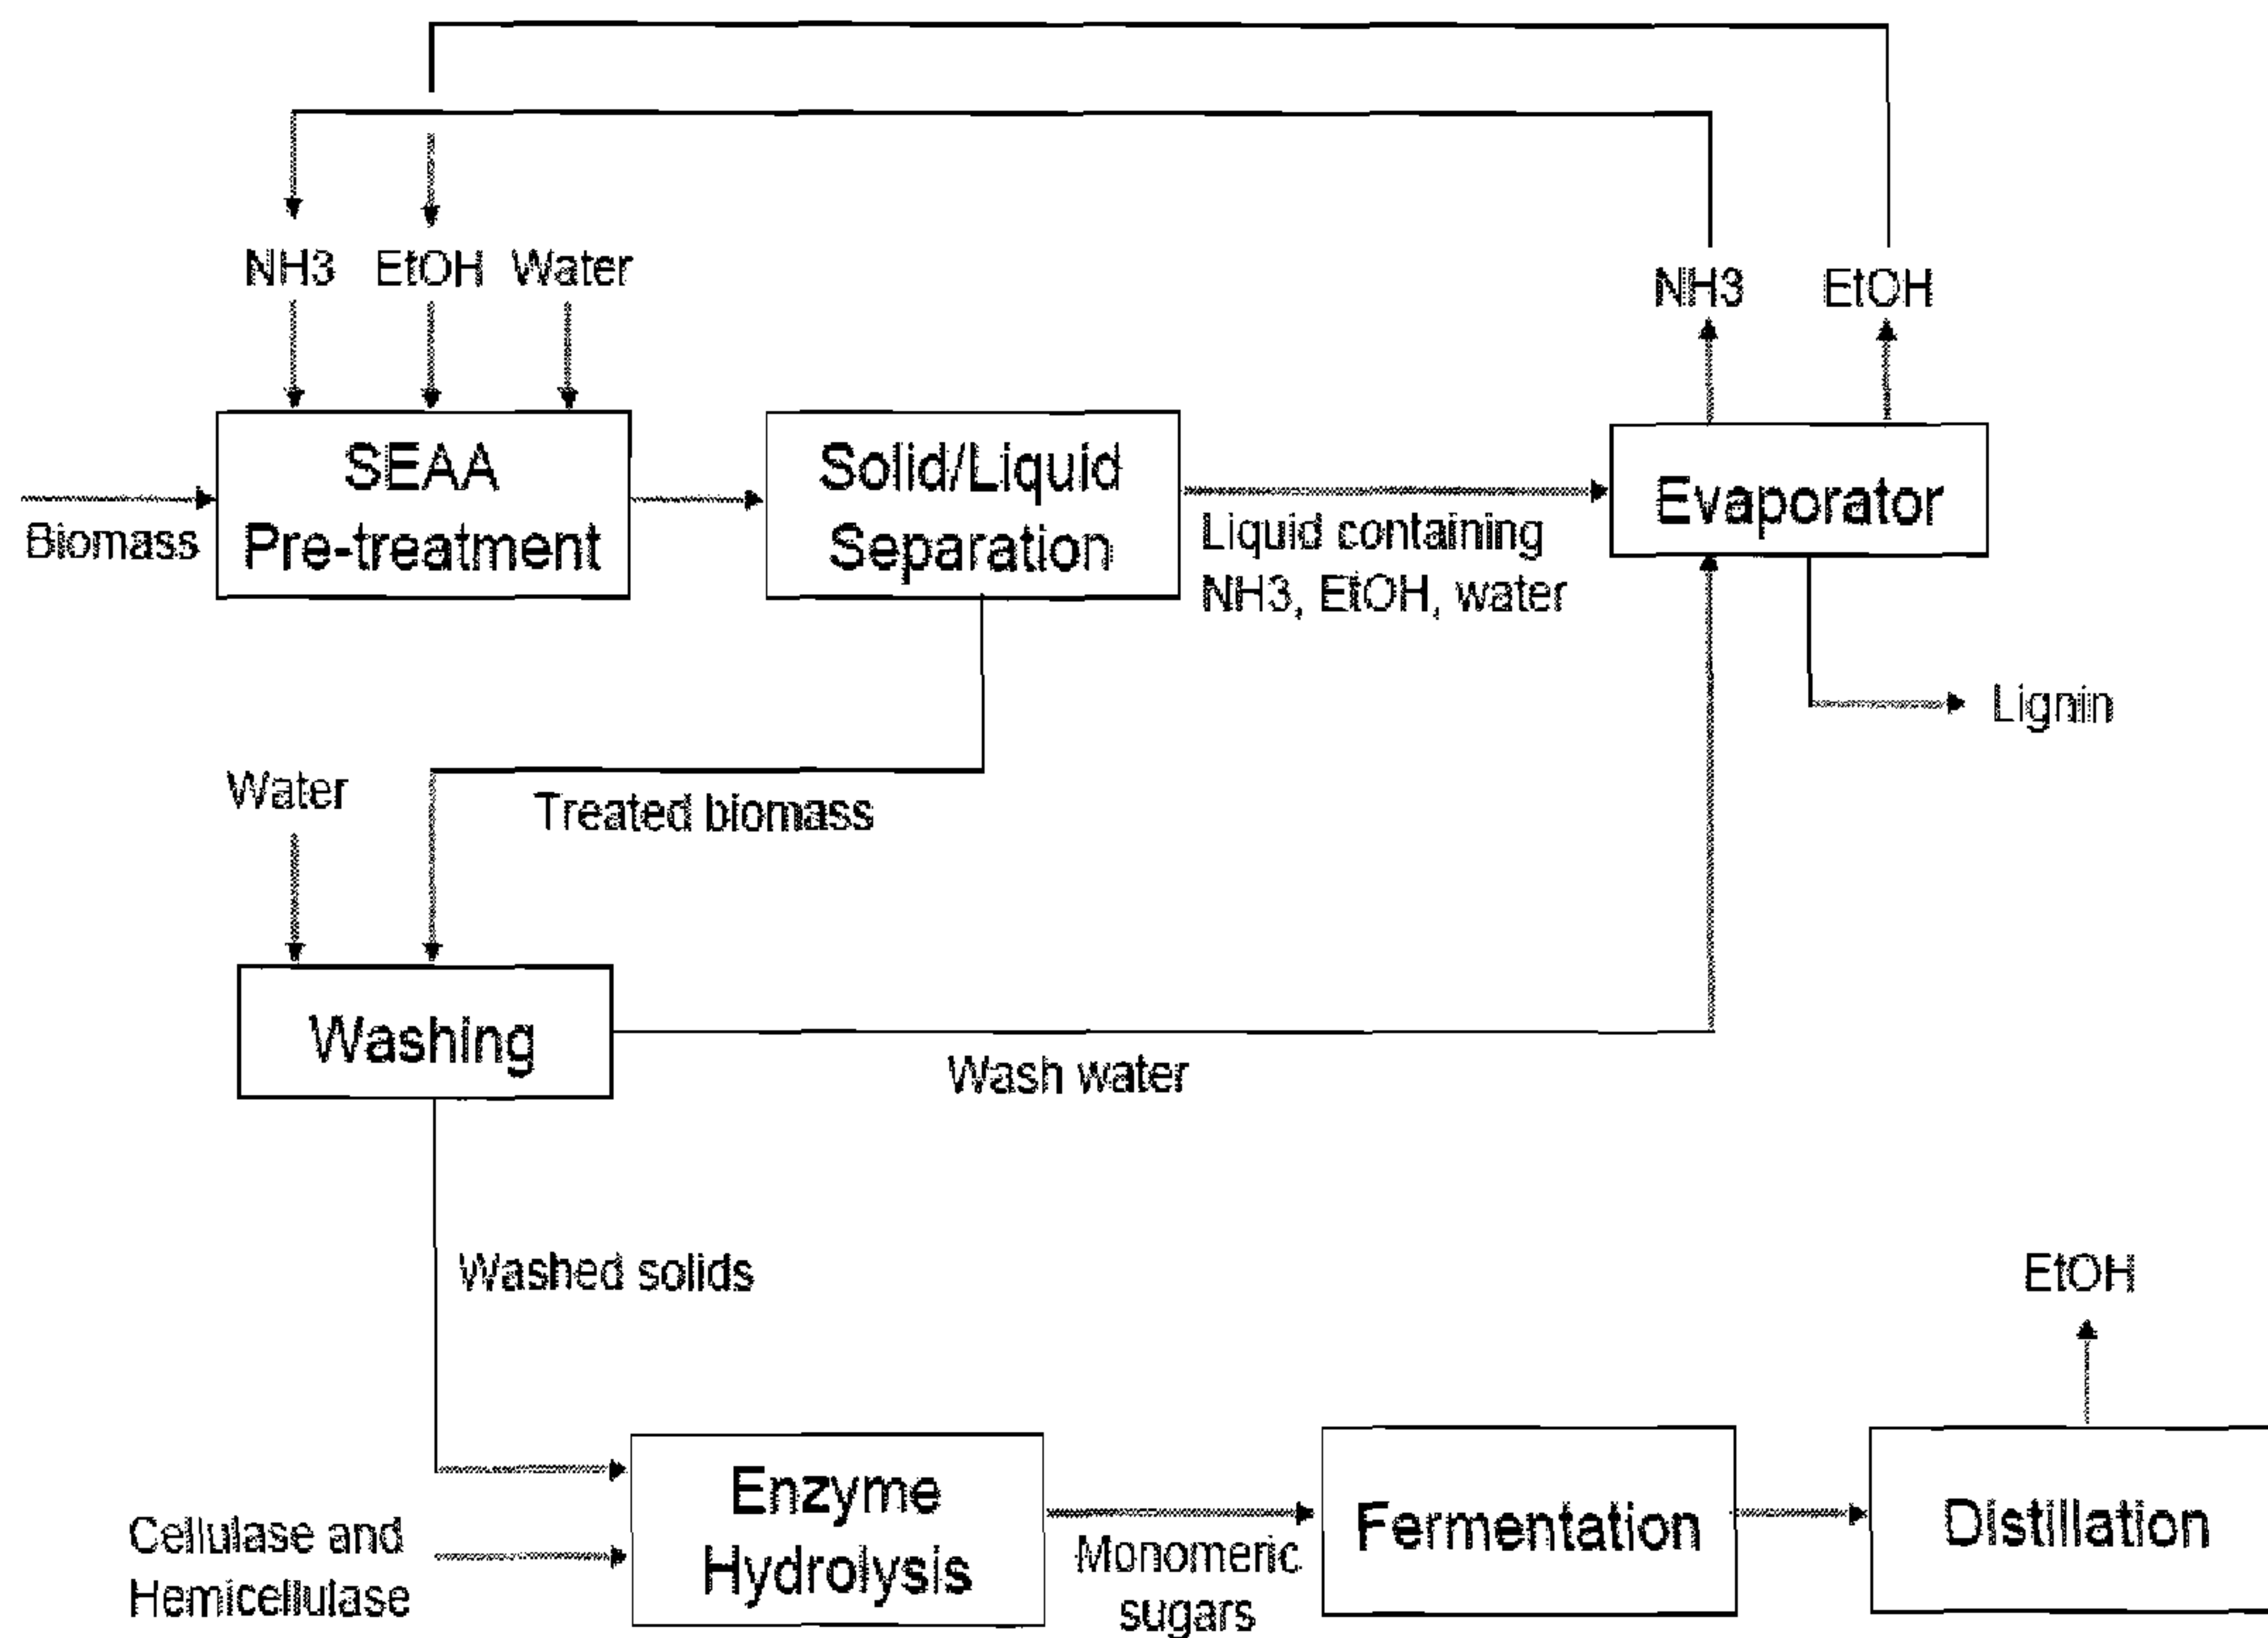 NH3 EtOH Water
NH3 EtOH
SEAA
Pre-treatment
Solid/Liquid
Separation
Evaporator
Biomass
Liquid containing
NH3, EtOH, water
Lignin
Water
Treated biomass
Washing
Wash water
Washed solids
EtOH
Cellulase and
Hemicellulase
Enzyme
Hydrolysis
Monomeric
sugars
Fermentation
Distillation